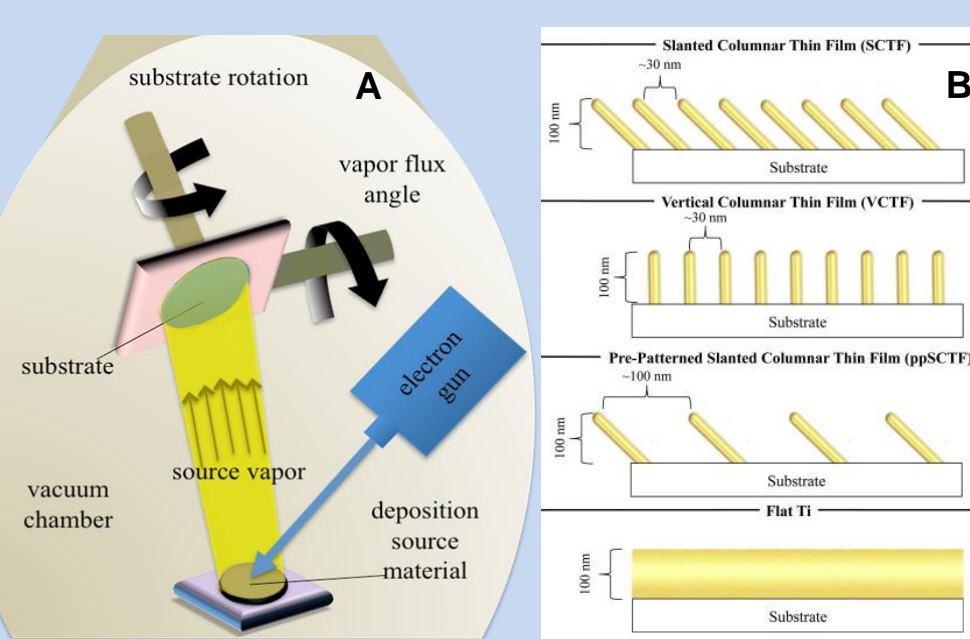 A
substrate rotation
vapor flux
angle
substrate
electron
gun
source vapor
vacuum
chamber
deposition
source
material
B
Slanted Columnar Thin Film (SCTF)
~30 nm
100 nm
Substrate
Vertical Columnar Thin Film (VCTF)
~30 nm
100 nm
Substrate
Pre-Patterned Slanted Columnar Thin Film (ppSCTF)
~100 nm
100 nm
Substrate
Flat Ti
100 nm
Substrate